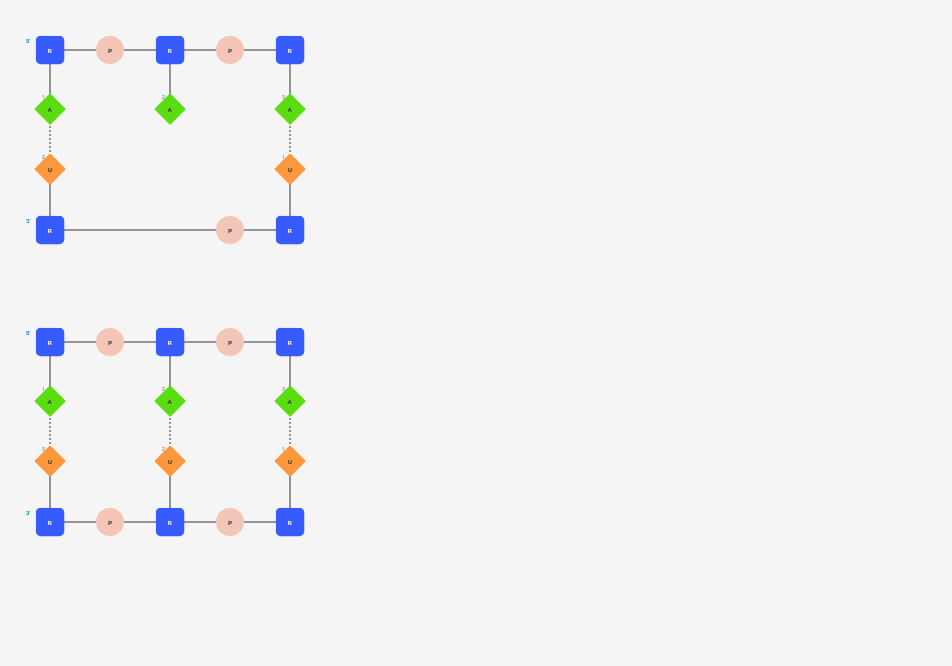 5' R P R P R
1 2 3
A A A
2 1
U U
3' R P R
5' R P R P R
1 2 3
A A A
3 2 1
U U U
3' R P R P R